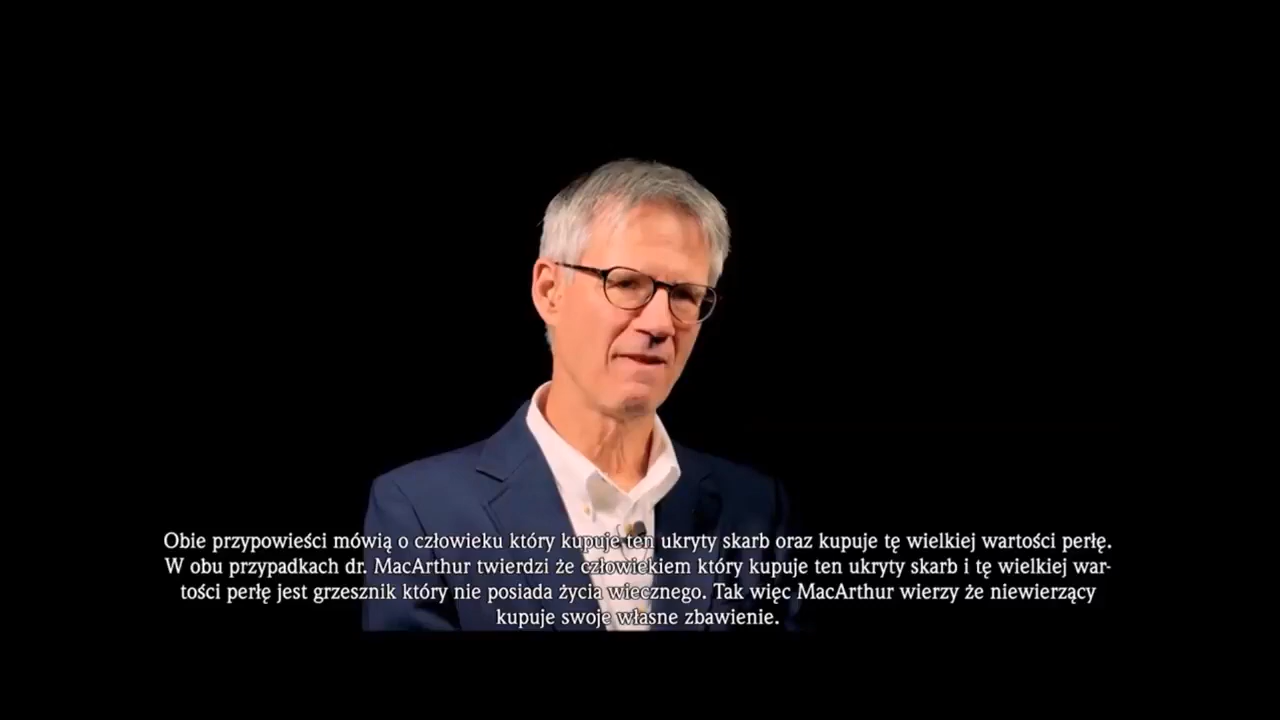 Obie przypowieści mówią o człowieku który kupuje ten ukryty skarb oraz kupuje tę wielkiej wartości perłę.
W obu przypadkach dr. MacArthur twierdzi że człowiekiem który kupuje ten ukryty skarb i tę wielkiej war-
tości perłę jest grzesznik który nie posiada życia wiecznego. Tak więc MacArthur wierzy że niewierzący
kupuje swoje własne zbawienie.